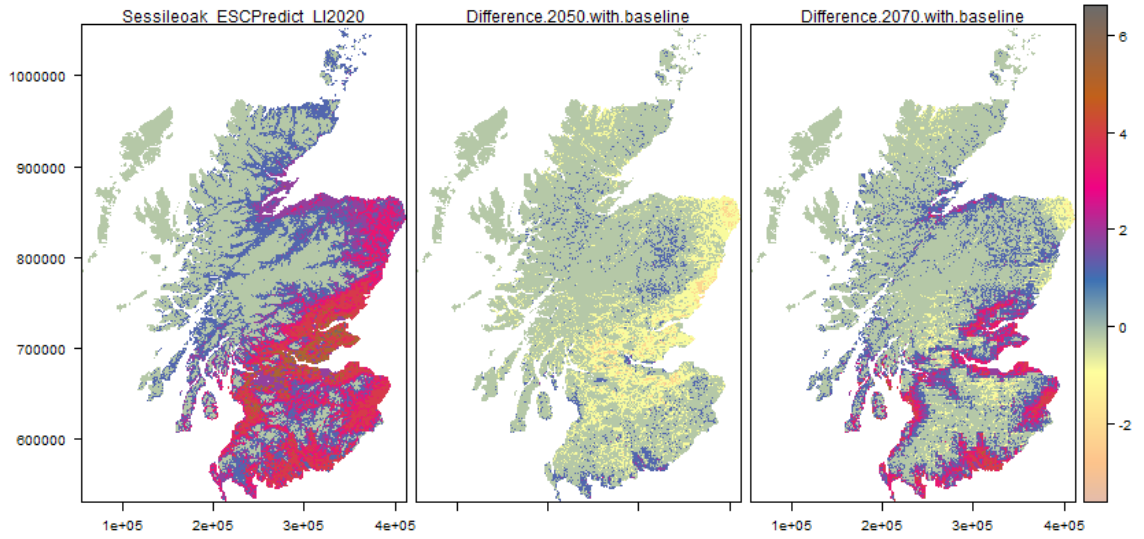 Sessileoak_ESCPredict_LI2020
Difference.2050.with.baseline
Difference.2070.with.baseline
1000000
900000
800000
700000
600000
6
4
2
0
-2
1e+05 2e+05 3e+05 4e+05
1e+05 2e+05 3e+05 4e+05